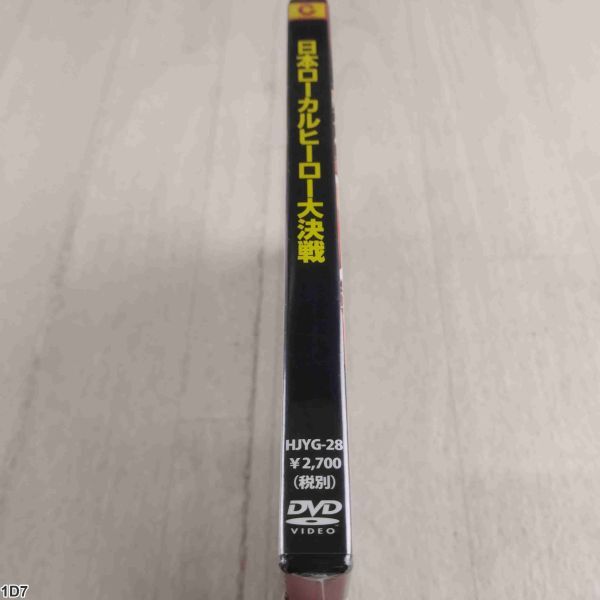 日本ローカルヒーロー大決戦
HJYG-28
¥2,700
(税別)
DVD
VIDEO
1D7